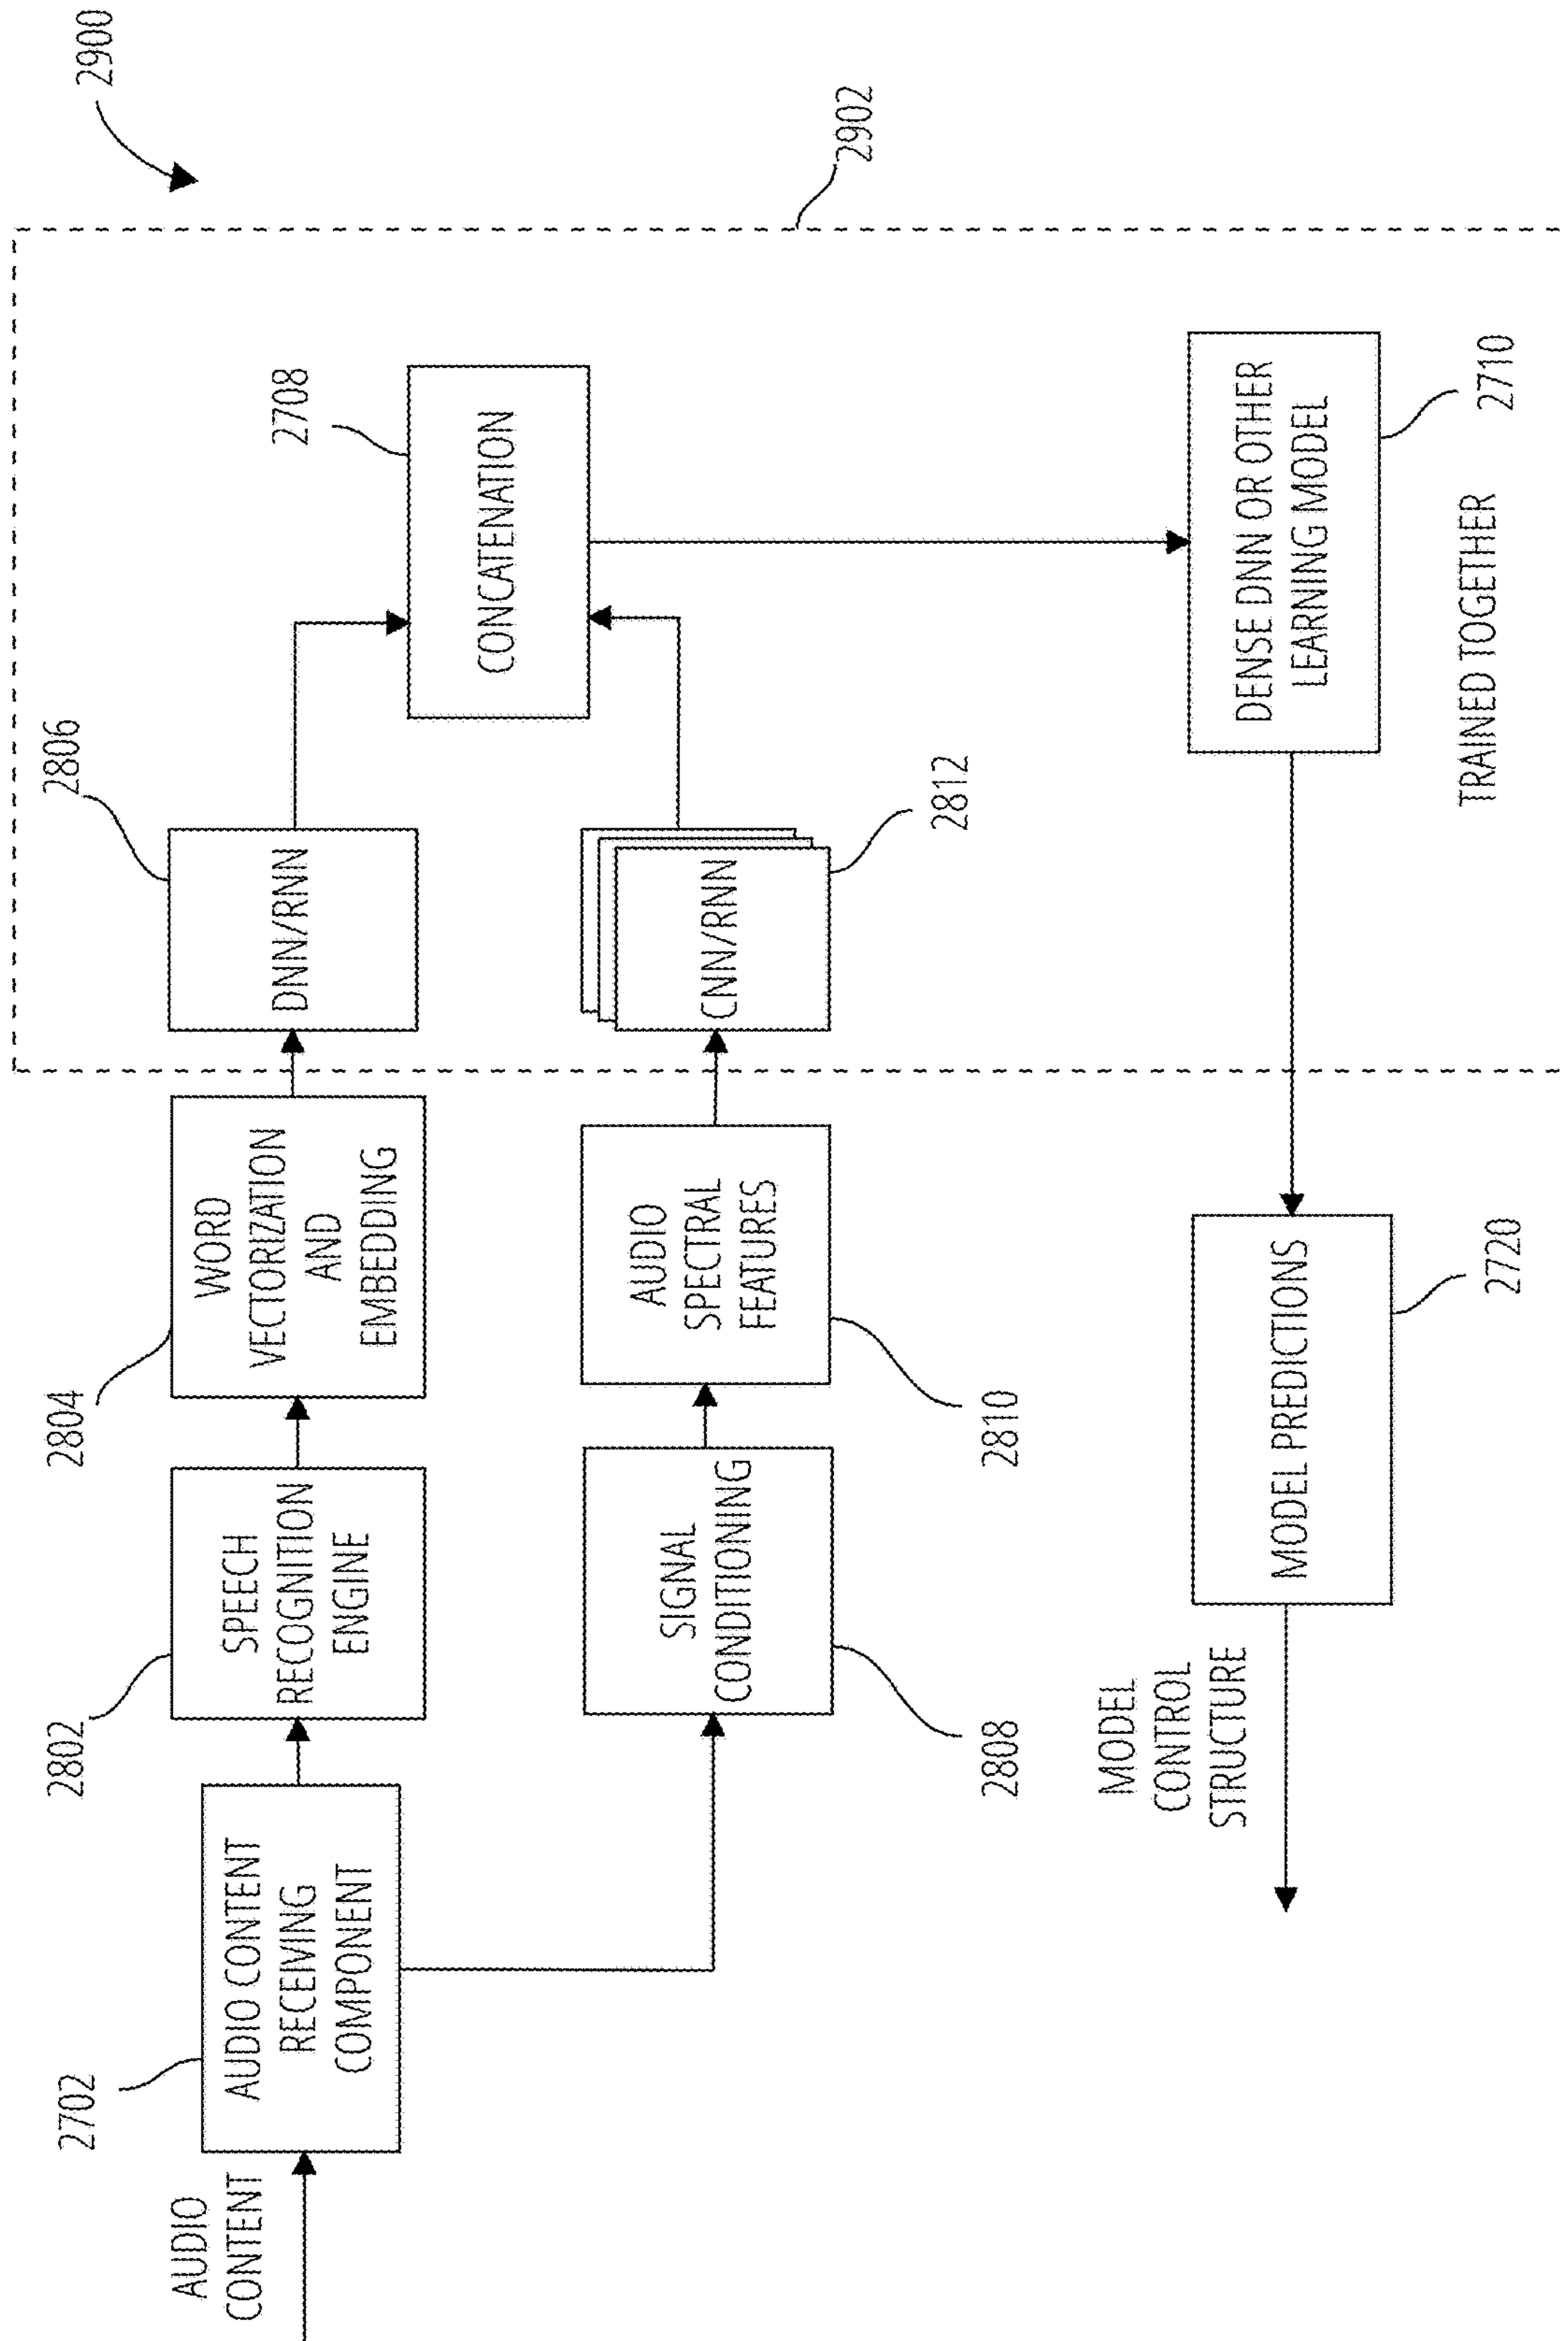 2900
2902
2806
2708
DNN/RNN
CONCATENATION
CNN/RNN
2812
2804
WORD
VECTORIZATION
AND
EMBEDDING
2802
SPEECH
RECOGNITION
ENGINE
AUDIO
SPECTRAL
FEATURES
2810
SIGNAL
CONDITIONING
2808
2702
AUDIO CONTENT
RECEIVING
COMPONENT
AUDIO
CONTENT
DENSE DNN OR OTHER
LEARNING MODEL
2710
TRAINED TOGETHER
MODEL PREDICTIONS
2720
MODEL
CONTROL
STRUCTURE